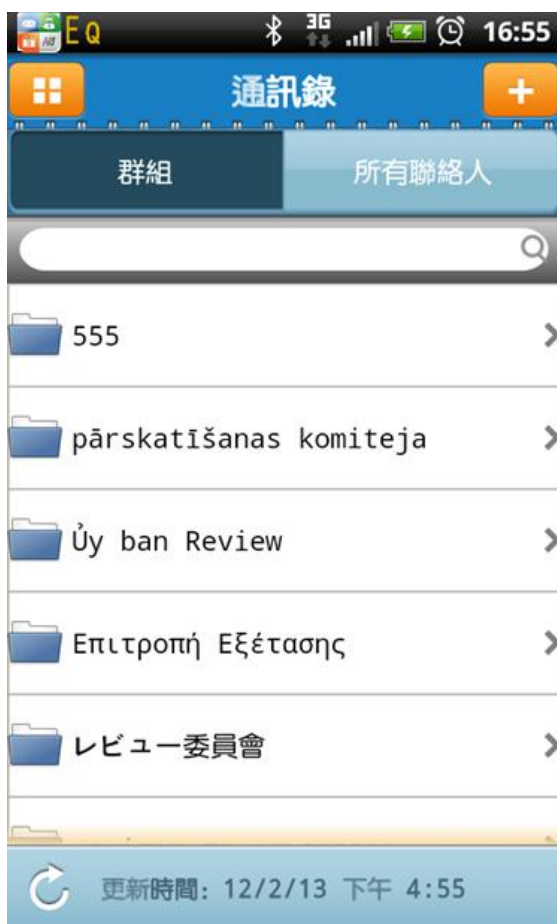 EQ 3G 16:55
通訊錄
群組 所有聯絡人
555
pārskatīšanas komiteja
Ủy ban Review
Επιτροπή Εξέτασης
レビュー委員會
更新時間: 12/2/13 下午 4:55